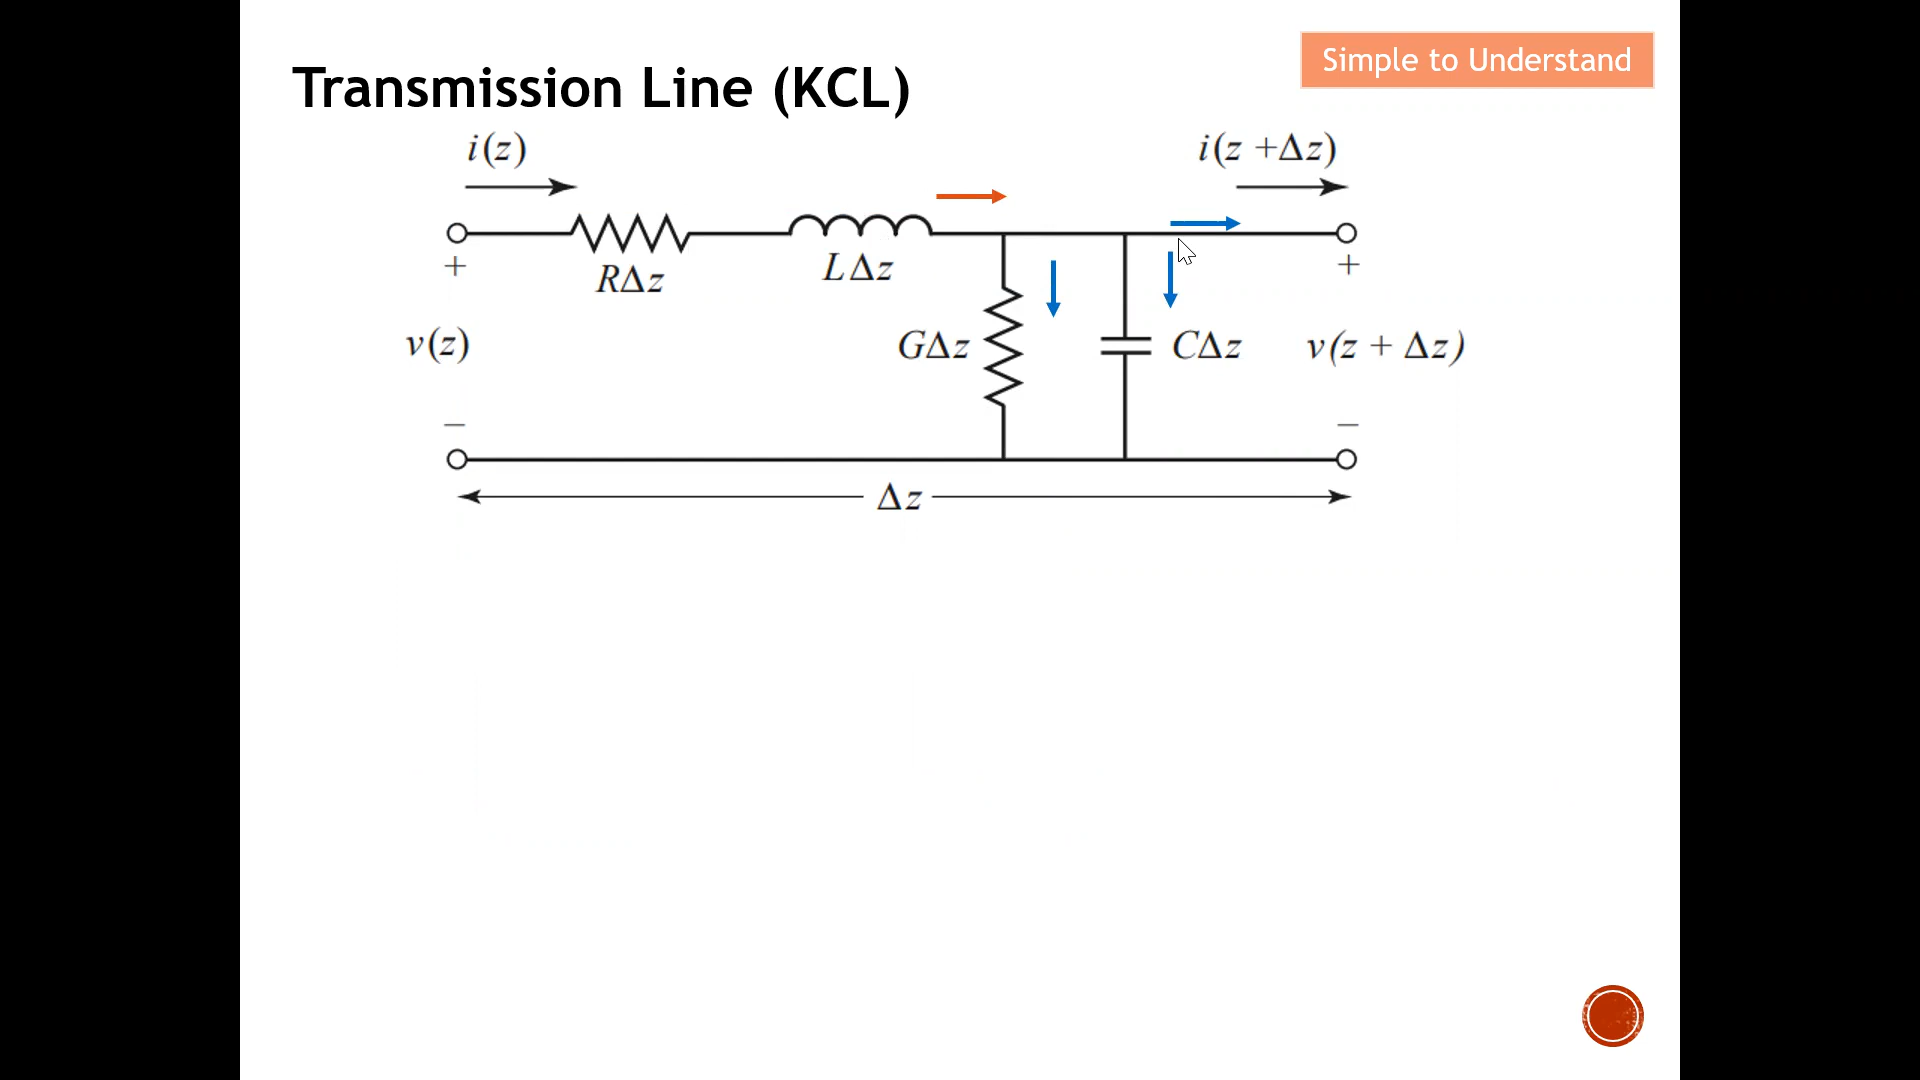 Simple to Understand
Transmission Line (KCL)
i(z)
i(z +Δz)
+
RΔz
LΔz
+
v(z)
GΔz
CΔz
v(z + Δz)
−
−
Δz